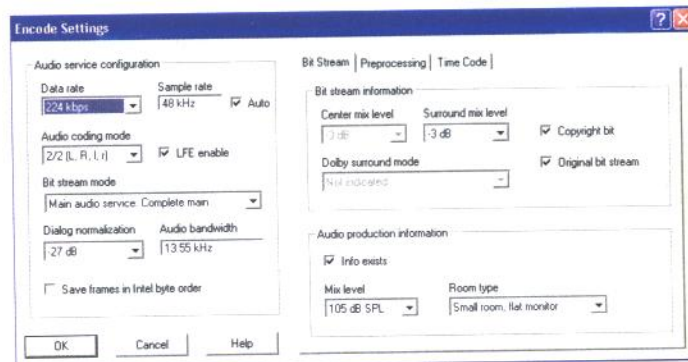 Encode Settings
Audio service configuration
Data rate
Sample rate
224 kbps
48 kHz
Auto
Audio coding mode
2/2 (L, R, l, r)
LFE enable
Bit stream mode
Main audio service: Complete main
Dialog normalization
Audio bandwidth
-27 dB
13.55 kHz
Save frames in Intel byte order
OK
Cancel
Help
Bit Stream
Preprocessing
Time Code
Bit stream information
Center mix level
Surround mix level
-3 dB
-3 dB
Copyright bit
Dolby surround mode
Original bit stream
Not indicated
Audio production information
Info exists
Mix level
Room type
105 dB SPL
Small room, flat monitor